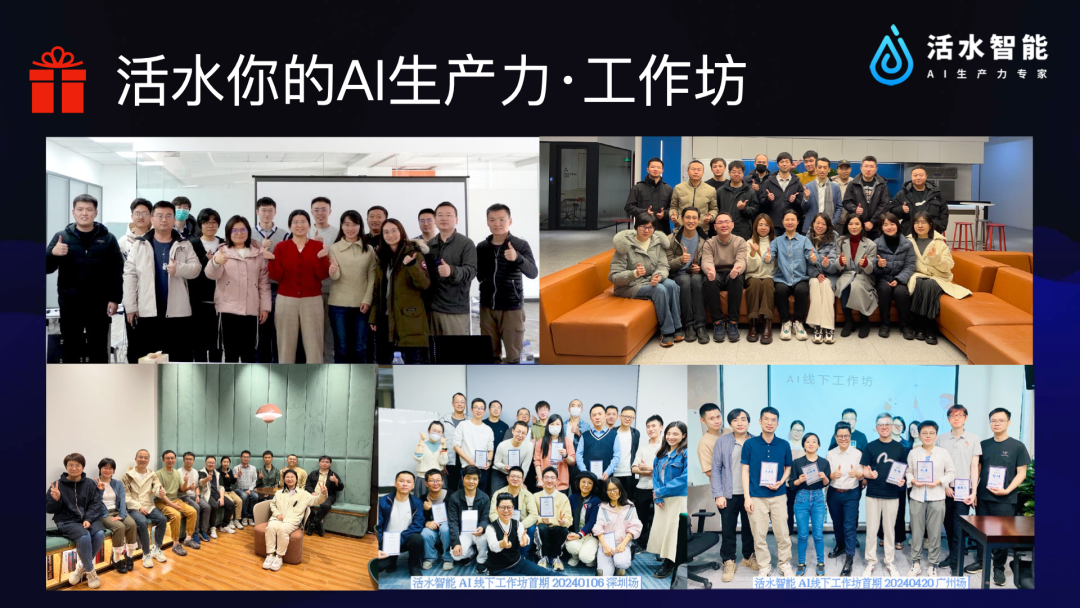 活水你的AI生产力·工作坊
活水智能
AI生产力专家
AI线下工作坊
活水智能 AI 线下工作坊首期 20240106 深圳场
活水智能 AI线下工作坊首期 20240420 广州场